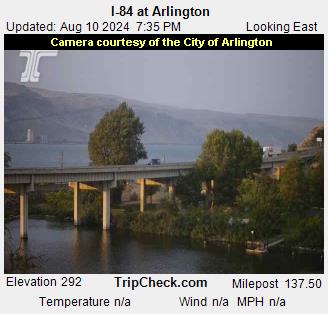 I-84 at Arlington
Updated: Aug 10 2024 7:35 PM Looking East
Camera courtesy of the City of Arlington
Elevation 292 TripCheck.com Milepost 137.50
Temperature n/a Wind n/a MPH n/a